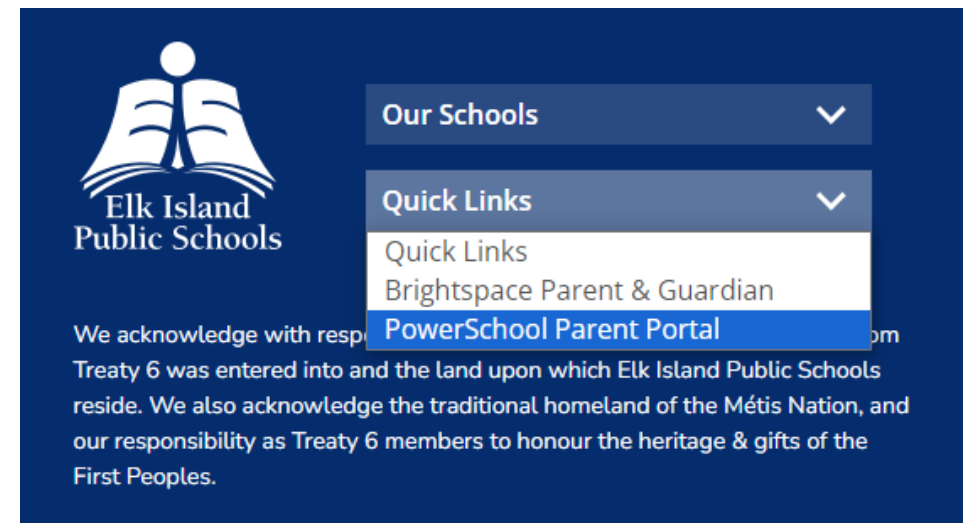 Elk Island
Public Schools
Our Schools
Quick Links
Quick Links
Brightspace Parent & Guardian
PowerSchool Parent Portal
We acknowledge with resp
Treaty 6 was entered into and the land upon which Elk Island Public Schools
reside. We also acknowledge the traditional homeland of the Métis Nation, and
our responsibility as Treaty 6 members to honour the heritage & gifts of the
First Peoples.